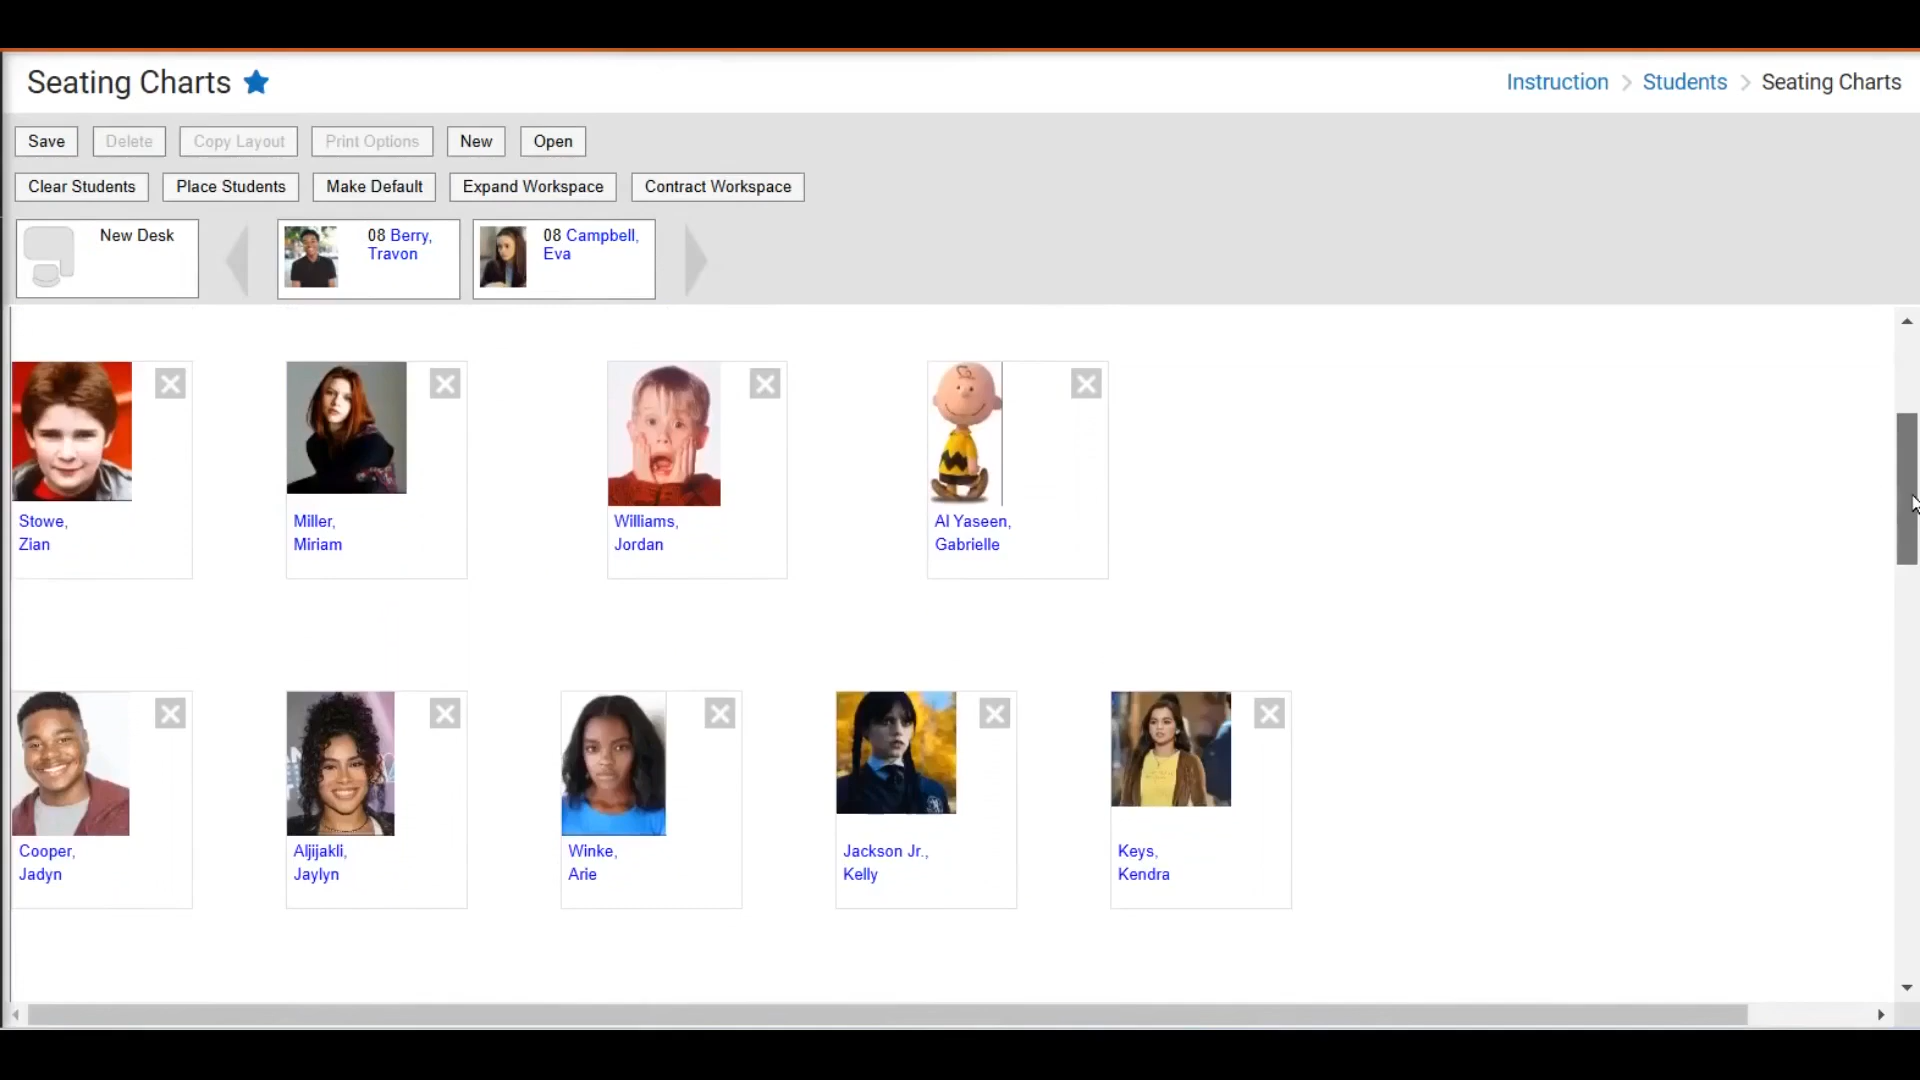 Seating Charts
Instruction > Students > Seating Charts
Save
Delete
Copy Layout
Print Options
New
Open
Clear Students
Place Students
Make Default
Expand Workspace
Contract Workspace
New Desk
08 Berry,
Travon
08 Campbell,
Eva
Stowe,
Zian
Miller,
Miriam
Williams,
Jordan
Al Yaseen,
Gabrielle
Cooper,
Jadyn
Aljijakli,
Jaylyn
Winke,
Arie
Jackson Jr.,
Kelly
Keys,
Kendra